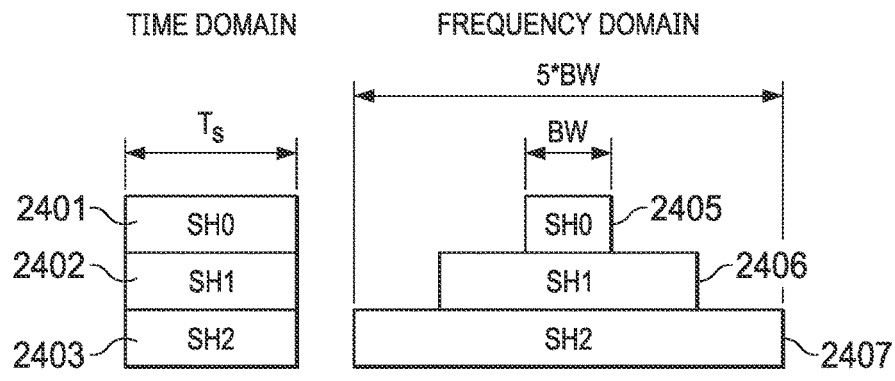 TIME DOMAIN
FREQUENCY DOMAIN
5*BW
Ts
BW
2401
SH0
SH0
2405
2402
SH1
SH1
2406
2403
SH2
SH2
2407